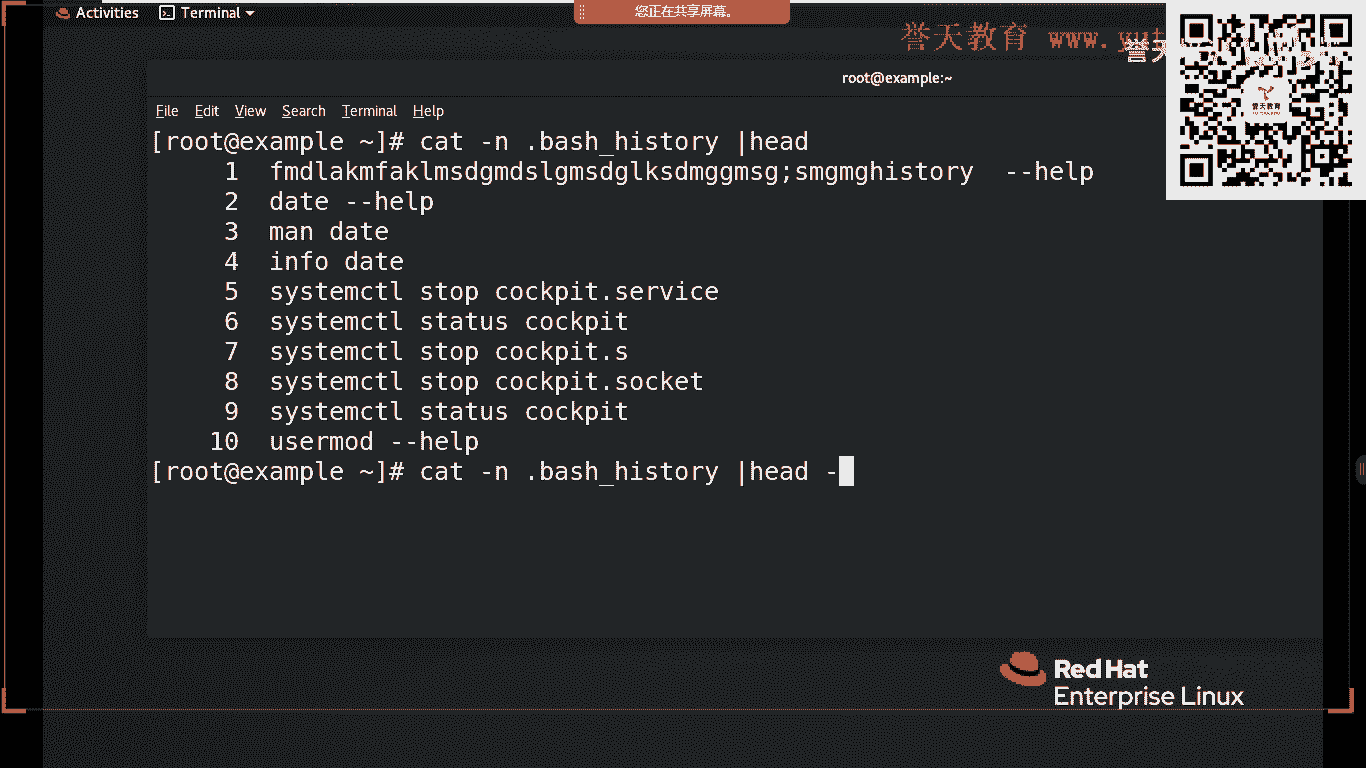 Activities Terminal
您正在共享屏幕。
誉天教育 www.yut
誉天
誉天教育
root@example:~
File Edit View Search Terminal Help
[root@example ~]# cat -n .bash_history |head
1 fmdlakmfaklmsdgmdslgmsdglksdmggmsg;smgmghistory --help
2 date --help
3 man date
4 info date
5 systemctl stop cockpit.service
6 systemctl status cockpit
7 systemctl stop cockpit.s
8 systemctl stop cockpit.socket
9 systemctl status cockpit
10 usermod --help
[root@example ~]# cat -n .bash_history |head -
Red Hat
Enterprise Linux